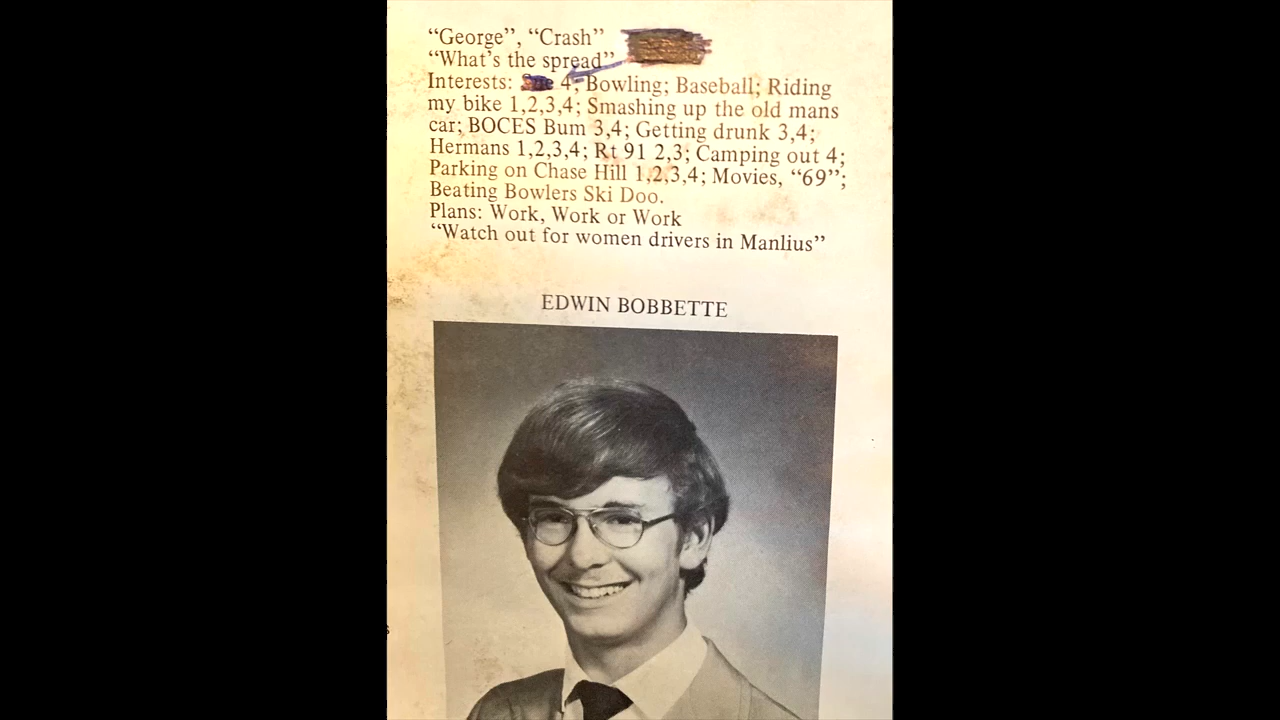 “George”, “Crash”
“What's the spread”
Interests: 4; Bowling; Baseball; Riding
my bike 1,2,3,4; Smashing up the old mans
car; BOCES Bum 3,4; Getting drunk 3,4;
Hermans 1,2,3,4; Rt 91 2,3; Camping out 4;
Parking on Chase Hill 1,2,3,4; Movies, “69”;
Beating Bowlers Ski Doo.
Plans: Work, Work or Work
“Watch out for women drivers in Manlius”
EDWIN BOBBETTE